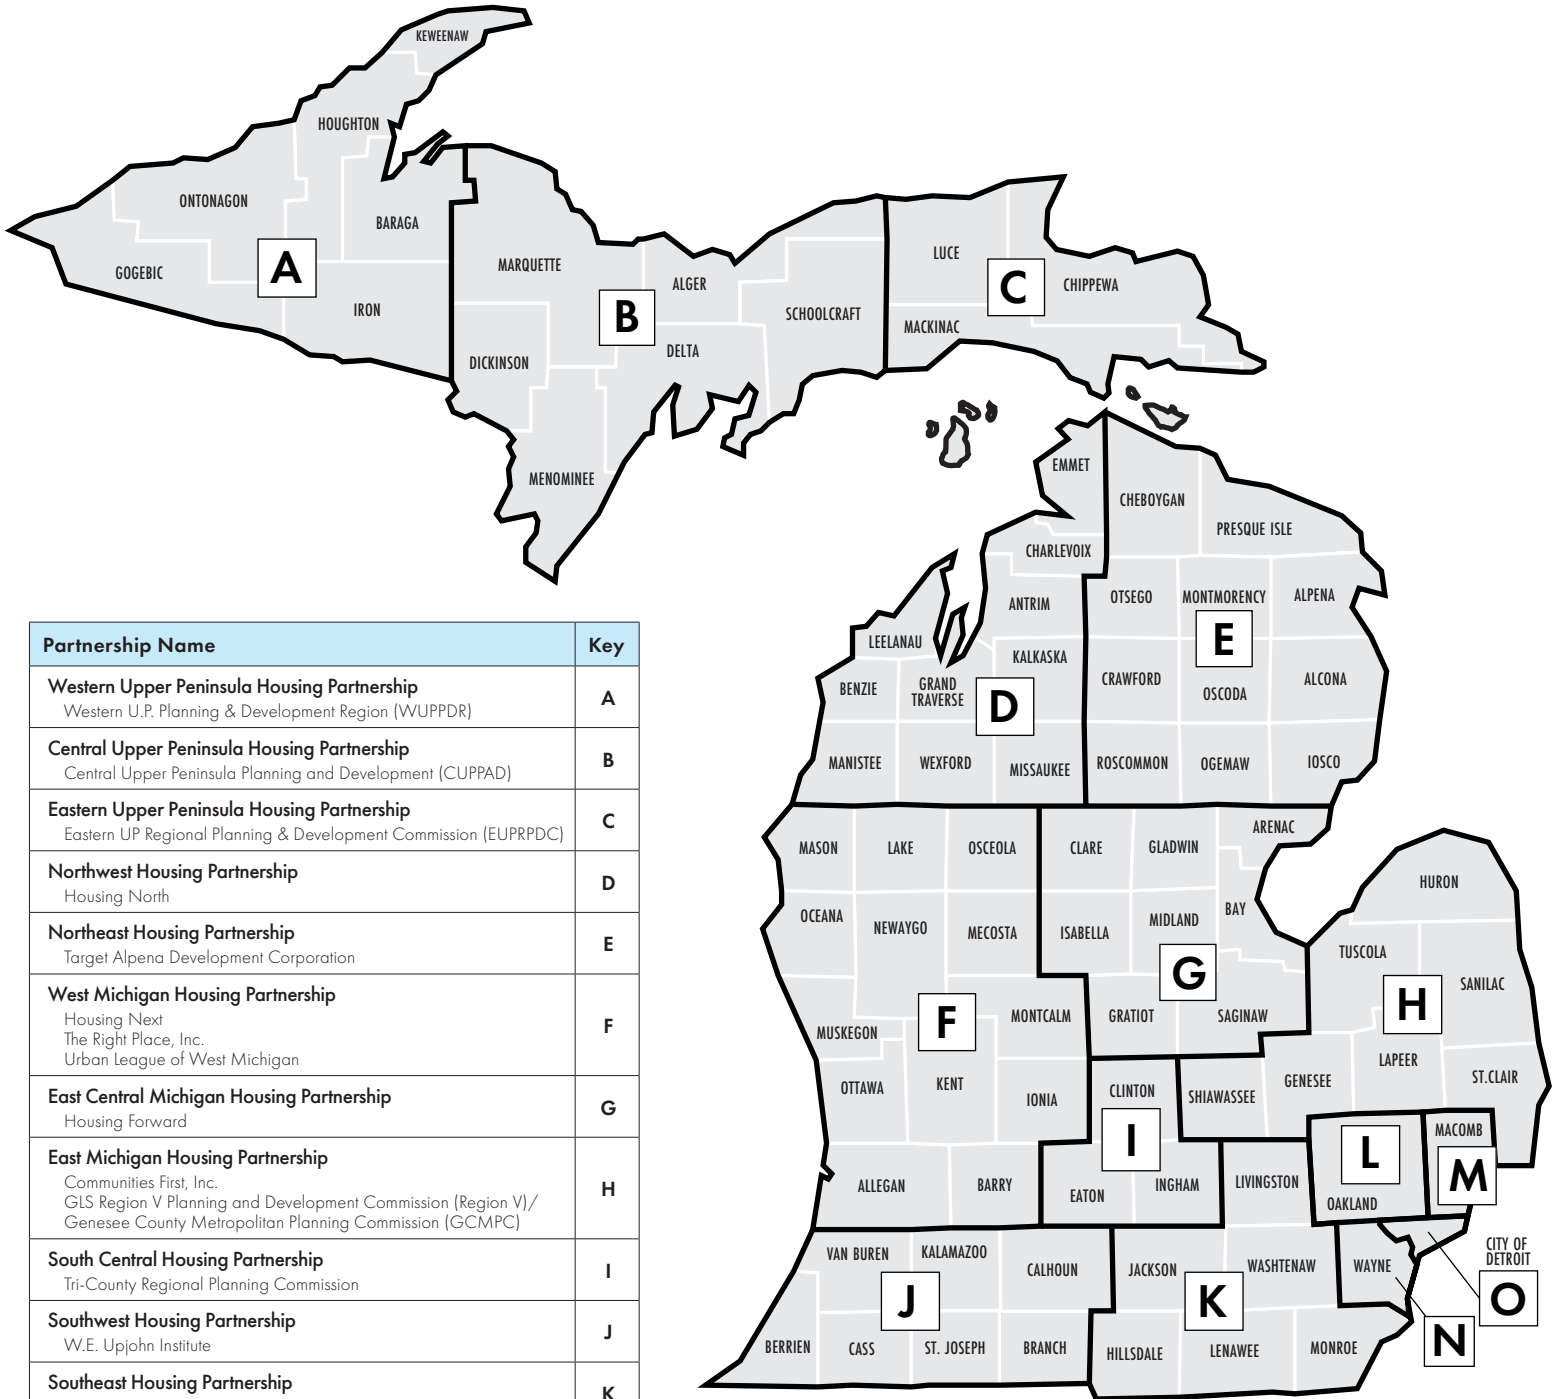 KEWEENAW
HOUGHTON
ONTONAGON
BARAGA
GOGEBIC
A
IRON
MARQUETTE
ALGER
B
SCHOOLCRAFT
DICKINSON
DELTA
MENOMINEE
LUCE
C
CHIPPEWA
MACKINAC
EMMET
CHEBOYGAN
PRESQUE ISLE
CHARLEVOIX
ANTRIM
OTSEGO
MONTMORENCY
ALPENA
LEELANAU
KALKASKA
E
BENZIE
GRAND
TRAVERSE
D
CRAWFORD
OSCODA
ALCONA
MANISTEE
WEXFORD
MISSAUKEE
ROSCOMMON
OGEMAW
IOSCO
MASON
LAKE
OSCEOLA
CLARE
GLADWIN
ARENAC
OCEANA
NEWAYGO
MECOSTA
ISABELLA
MIDLAND
BAY
HURON
TUSCOLA
SANILAC
G
H
MUSKEGON
F
MONTCALM
GRATIOT
SAGINAW
LAPEER
OTTAWA
KENT
IONIA
CLINTON
SHIAWASSEE
GENESEE
ST.CLAIR
I
L
MACOMB
M
ALLEGAN
BARRY
EATON
INGHAM
LIVINGSTON
OAKLAND
VAN BUREN
KALAMAZOO
CALHOUN
JACKSON
WASHTENAW
WAYNE
CITY OF
DETROIT
O
J
K
N
BERRIEN
CASS
ST. JOSEPH
BRANCH
HILLSDALE
LENAWEE
MONROE
Partnership Name Key
Western Upper Peninsula Housing Partnership
Western U.P. Planning & Development Region (WUPPDR)
A
Central Upper Peninsula Housing Partnership
Central Upper Peninsula Planning and Development (CUPPAD)
B
Eastern Upper Peninsula Housing Partnership
Eastern UP Regional Planning & Development Commission (EUPRPDC)
C
Northwest Housing Partnership
Housing North
D
Northeast Housing Partnership
Target Alpena Development Corporation
E
West Michigan Housing Partnership
Housing Next
The Right Place, Inc.
Urban League of West Michigan
F
East Central Michigan Housing Partnership
Housing Forward
G
East Michigan Housing Partnership
Communities First, Inc.
GLS Region V Planning and Development Commission (Region V)/
Genesee County Metropolitan Planning Commission (GCMPC)
H
South Central Housing Partnership
Tri-County Regional Planning Commission
I
Southwest Housing Partnership
W.E. Upjohn Institute
J
Southeast Housing Partnership
K